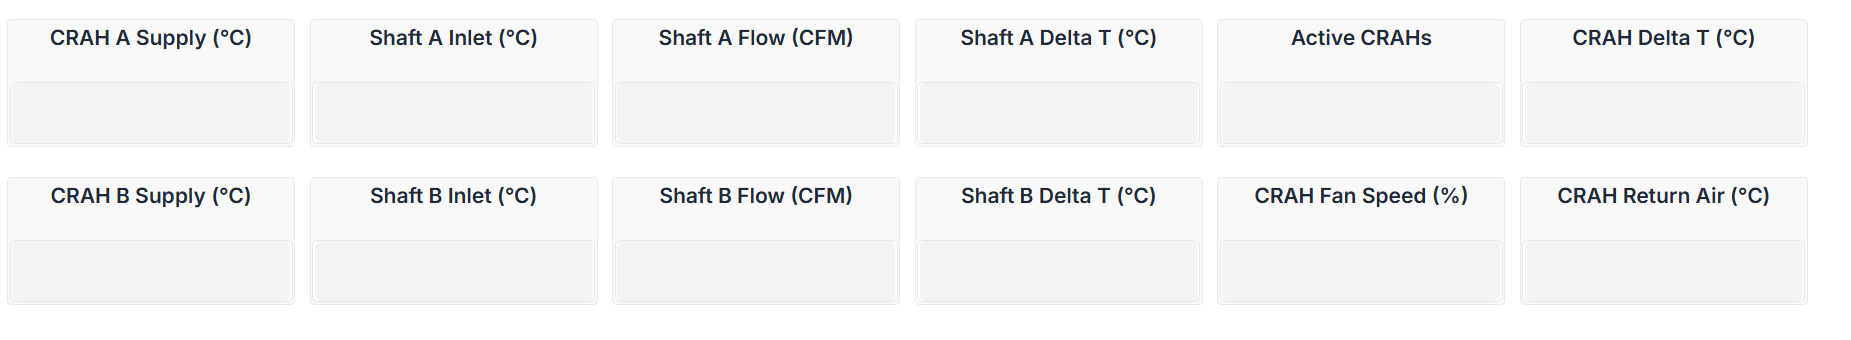 CRAH A Supply (°C)
Shaft A Inlet (°C)
Shaft A Flow (CFM)
Shaft A Delta T (°C)
Active CRAHs
CRAH Delta T (°C)
CRAH B Supply (°C)
Shaft B Inlet (°C)
Shaft B Flow (CFM)
Shaft B Delta T (°C)
CRAH Fan Speed (%)
CRAH Return Air (°C)